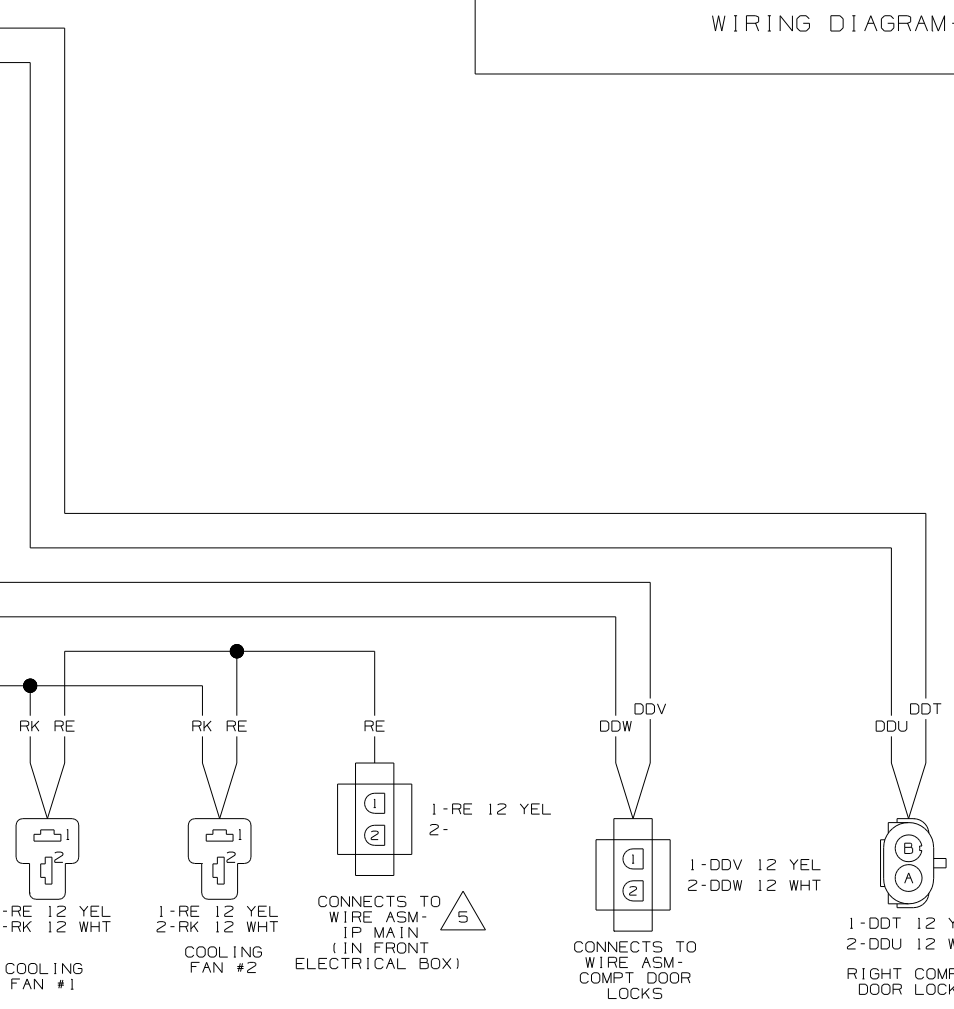 WIRING DIAGRAM-
DDV
DDT
RK RE
RK RE
RE
DDW
DDU
1
2
1
2
1
2
1-RE 12 YEL
2-
1
2
1-DDV 12 YEL
2-DDW 12 WHT
B
A
-RE 12 YEL
-RK 12 WHT
COOLING
FAN #1
1-RE 12 YEL
2-RK 12 WHT
COOLING
FAN #2
CONNECTS TO
WIRE ASM-
IP MAIN
(IN FRONT
ELECTRICAL BOX)
5
CONNECTS TO
WIRE ASM-
COMPT DOOR
LOCKS
1-DDT 12
2-DDU 12
RIGHT
DOOR